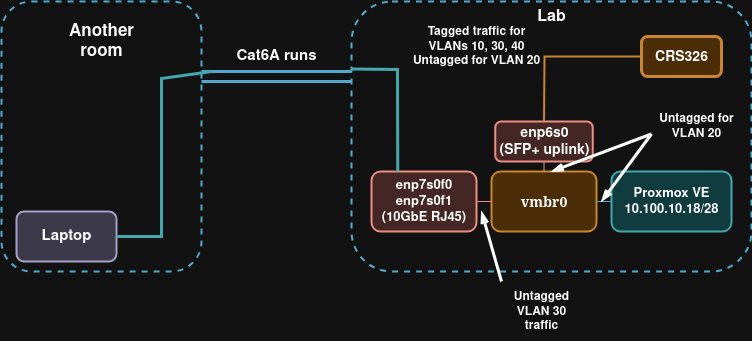 Another
room
Cat6A runs
Lab
Tagged traffic for
VLANs 10, 30, 40
Untagged for VLAN 20
CRS326
enp6s0
(SFP+ uplink)
Untagged for
VLAN 20
enp7s0f0
enp7s0f1
(10GbE RJ45)
vmbr0
Proxmox VE
10.100.10.18/28
Laptop
Untagged
VLAN 30
traffic